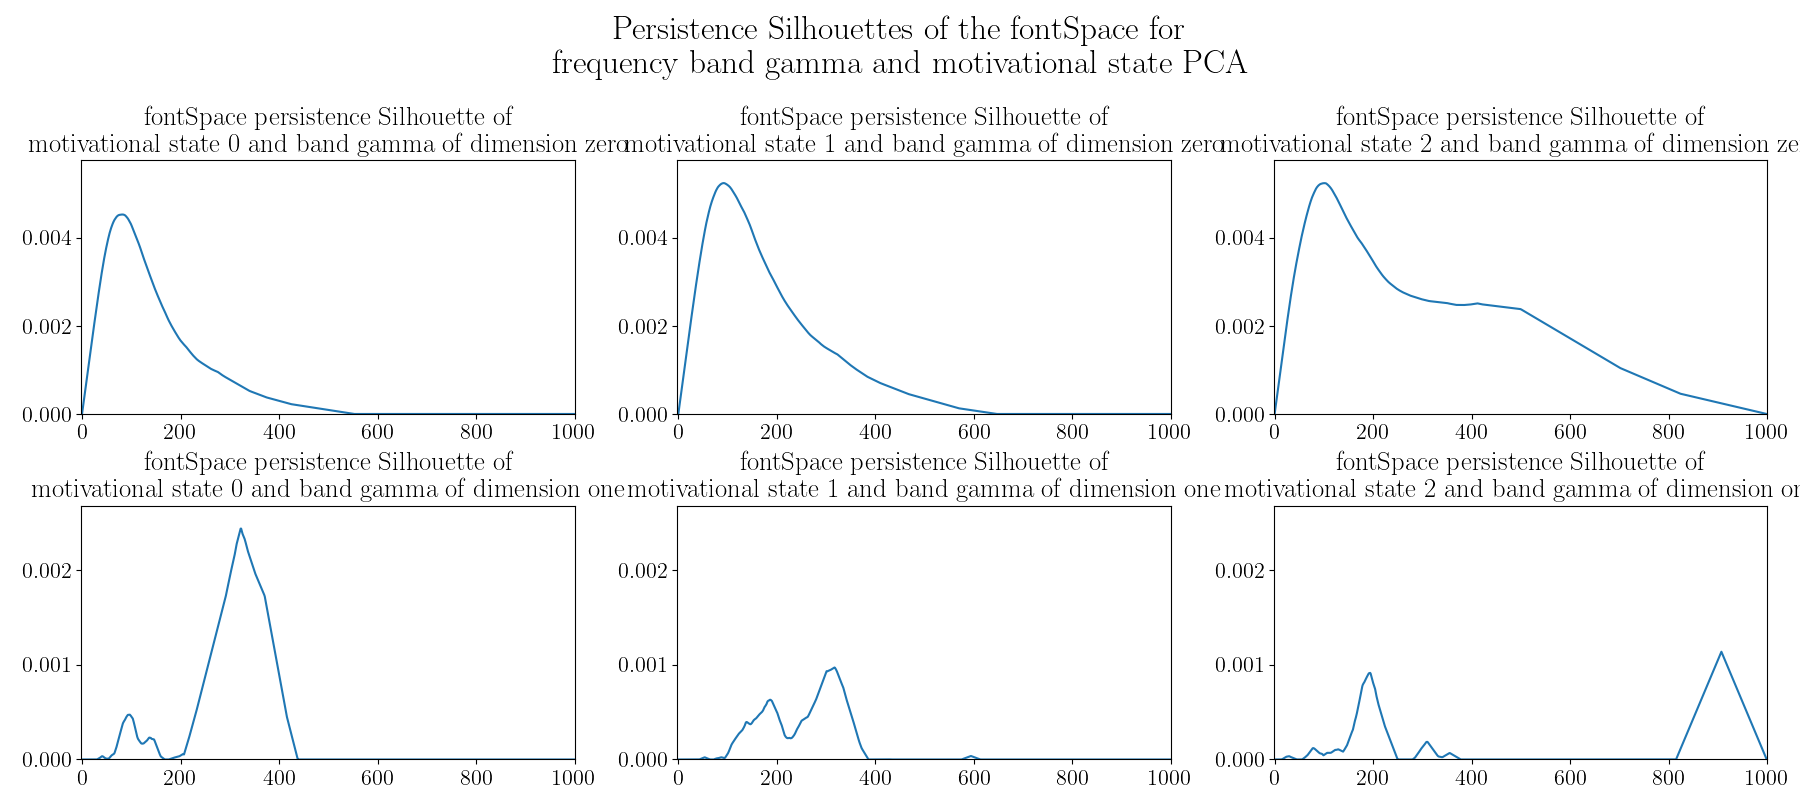 Persistence Silhouettes of the fontSpace for
frequency band gamma and motivational state PCA
fontSpace persistence Silhouette of
motivational state 0 and band gamma of dimension zero
fontSpace persistence Silhouette of
motivational state 1 and band gamma of dimension zero
fontSpace persistence Silhouette of
motivational state 2 and band gamma of dimension ze
0.004
0.002
0.000
0 200 400 600 800 1000
0.004
0.002
0.000
0 200 400 600 800 1000
0.004
0.002
0.000
0 200 400 600 800 1000
fontSpace persistence Silhouette of
motivational state 0 and band gamma of dimension one
fontSpace persistence Silhouette of
motivational state 1 and band gamma of dimension one
fontSpace persistence Silhouette of
motivational state 2 and band gamma of dimension on
0.002
0.001
0.000
0 200 400 600 800 1000
0.002
0.001
0.000
0 200 400 600 800 1000
0.002
0.001
0.000
0 200 400 600 800 1000